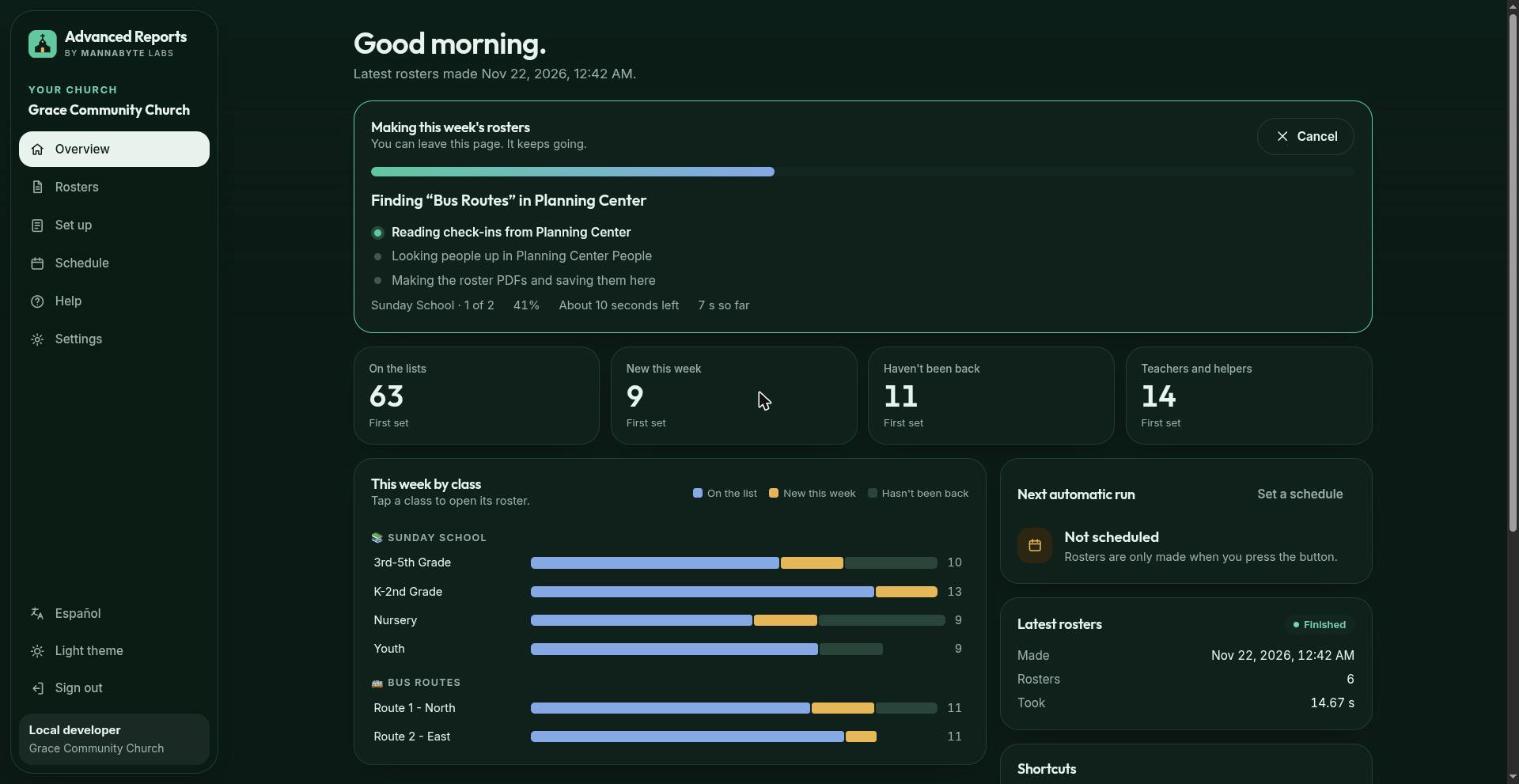 Advanced Reports
BY MANNABYTE LABS
YOUR CHURCH
Grace Community Church
Overview
Rosters
Set up
Schedule
Help
Settings
Español
Light theme
Sign out
Local developer
Grace Community Church
Good morning.
Latest rosters made Nov 22, 2026, 12:42 AM.
Making this week's rosters
You can leave this page. It keeps going.
Cancel
Finding “Bus Routes” in Planning Center
Reading check-ins from Planning Center
Looking people up in Planning Center People
Making the roster PDFs and saving them here
Sunday School · 1 of 2 41% About 10 seconds left 7 s so far
On the lists
63
First set
New this week
9
First set
Haven't been back
11
First set
Teachers and helpers
14
First set
This week by class
Tap a class to open its roster.
On the list New this week Hasn't been back
SUNDAY SCHOOL
3rd-5th Grade 10
K-2nd Grade 13
Nursery 9
Youth 9
BUS ROUTES
Route 1 - North 11
Route 2 - East 11
Next automatic run
Set a schedule
Not scheduled
Rosters are only made when you press the button.
Latest rosters
Finished
Made Nov 22, 2026, 12:42 AM
Rosters 6
Took 14.67 s
Shortcuts